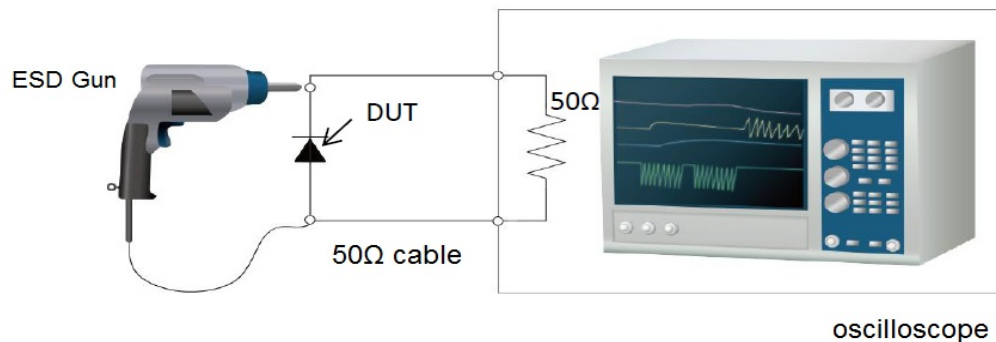 ESD Gun
DUT
50Ω
50Ω cable
oscilloscope